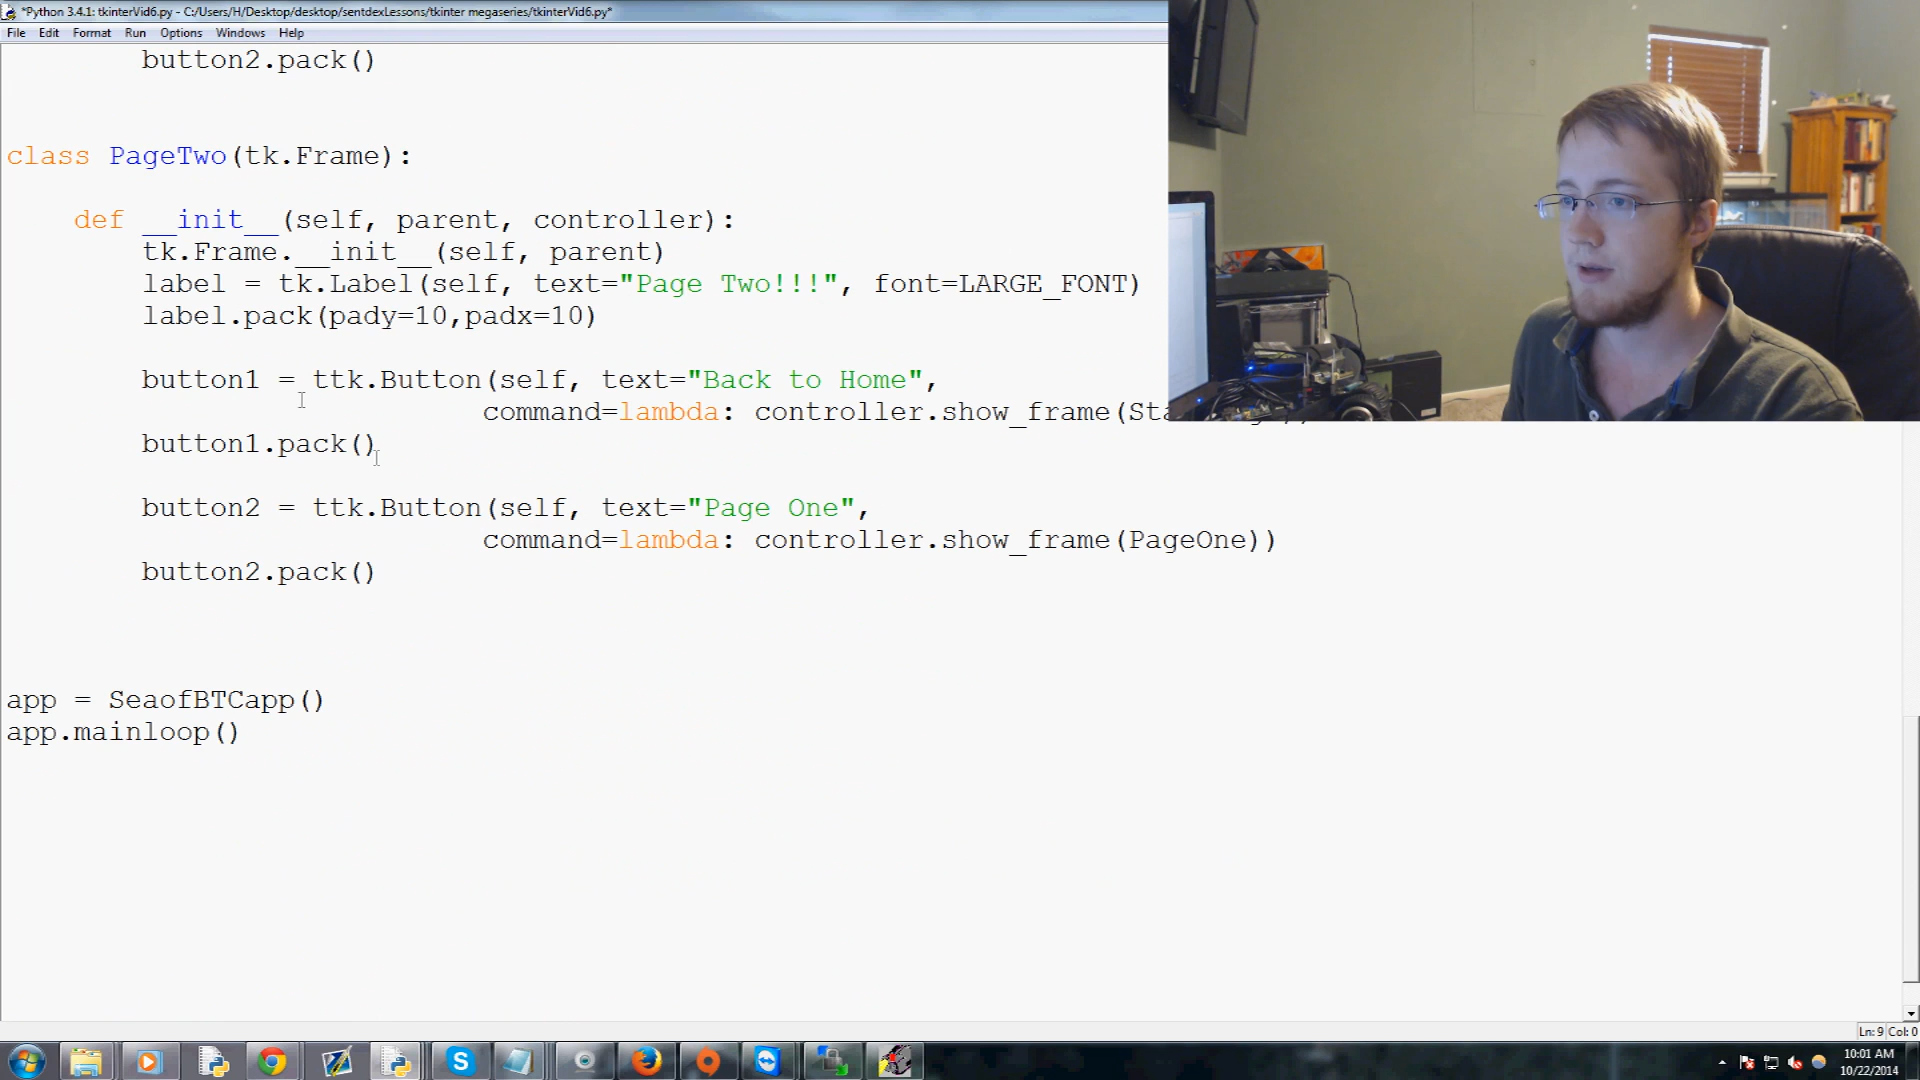 *Python 3.4.1: tkinterVid6.py - C:/Users/H/Desktop/desktop/sentdexLessons/tkinter megaseries/tkinterVid6.py*
File Edit Format Run Options Windows Help
button2.pack()
class PageTwo(tk.Frame):
def __init__(self, parent, controller):
tk.Frame.__init__(self, parent)
label = tk.Label(self, text="Page Two!!!", font=LARGE_FONT)
label.pack(pady=10,padx=10)
button1 = ttk.Button(self, text="Back to Home",
command=lambda: controller.show_frame(Sta
button1.pack()
button2 = ttk.Button(self, text="Page One",
command=lambda: controller.show_frame(PageOne))
button2.pack()
app = SeaofBTCapp()
app.mainloop()
Ln: 9 Col: 0
10:01 AM
10/22/2014